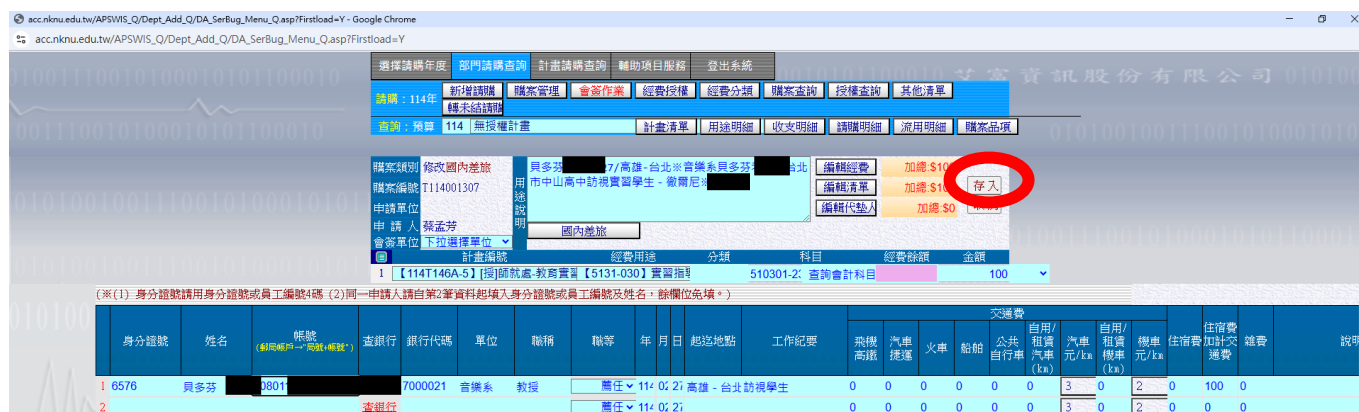 acc.nknu.edu.tw/APSWIS_Q/Dept_Add_Q/DA_SerBug_Menu_Q.asp?Firstload=Y - Google Chrome
acc.nknu.edu.tw/APSWIS_Q/Dept_Add_Q/DA_SerBug_Menu_Q.asp?Firstload=Y
選擇請購年度 部門請購查詢 計畫請購查詢 輔助項目服務 登出系統
艾富資訊股份有限公司
請購：114年 新增請購 購案管理 會簽作業 經費授權 經費分類 購案查詢 授權查詢 其他清單
轉未結請購
查詢：預算 114 無授權計畫 計畫清單 用途明細 收支明細 請購明細 流用明細 購案品項
購案類別 修改國內差旅
購案編號 T114001307
申請單位
申 請 人 蔡孟芳
會簽單位 下拉選擇單位
用途說明
貝多芬 7/高雄-台北※音樂系貝多芬 台北
市中山高中訪視實習學生 - 徹爾尼※
國內差旅
編輯經費 加總:$10
編輯清單 加總:$10
編輯代墊人 加總:$0
存入
計畫編號 經費用途 分類 科目 經費餘額 金額
1 【114T146A-5】[授]師就處-教育實習 【5131-030】實習指導 510301-23 查詢會計科目 100
(※(1) 身分證號請用身分證號或員工編號4碼 (2)同一申請人請自第2筆資料起填入身分證號或員工編號及姓名，餘欄位免填。)
身分證號 姓名 帳號 (郵局帳戶→"局號+帳號") 查銀行 銀行代碼 單位 職稱 職等 年 月 日 起迄地點 工作紀要 交通費 住宿費 住宿費加計交通費 雜費 說明
飛機高鐵 汽車捷運 火車 船舶 公共自行車 自用/租賃汽車(km) 汽車元/km 自用/租賃機車(km) 機車元/km
1 6576 貝多芬 0801 7000021 音樂系 教授 薦任 114 02 27 高雄 - 台北 訪視學生 0 0 0 0 0 0 3 0 2 0 100 0
2 查銀行 薦任 114 02 27 0 0 0 0 0 0 3 0 2 0 0 0